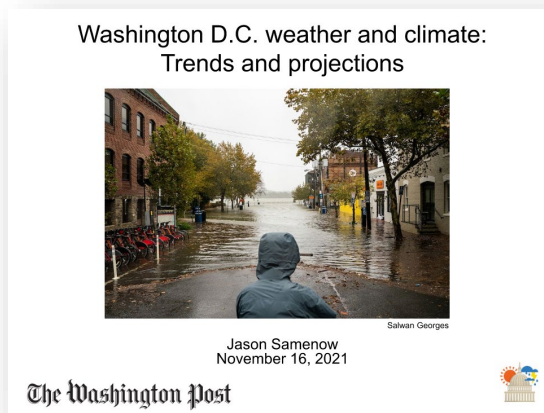 Washington D.C. weather and climate:
Trends and projections
Salwan Georges
Jason Samenow
November 16, 2021
The Washington Post